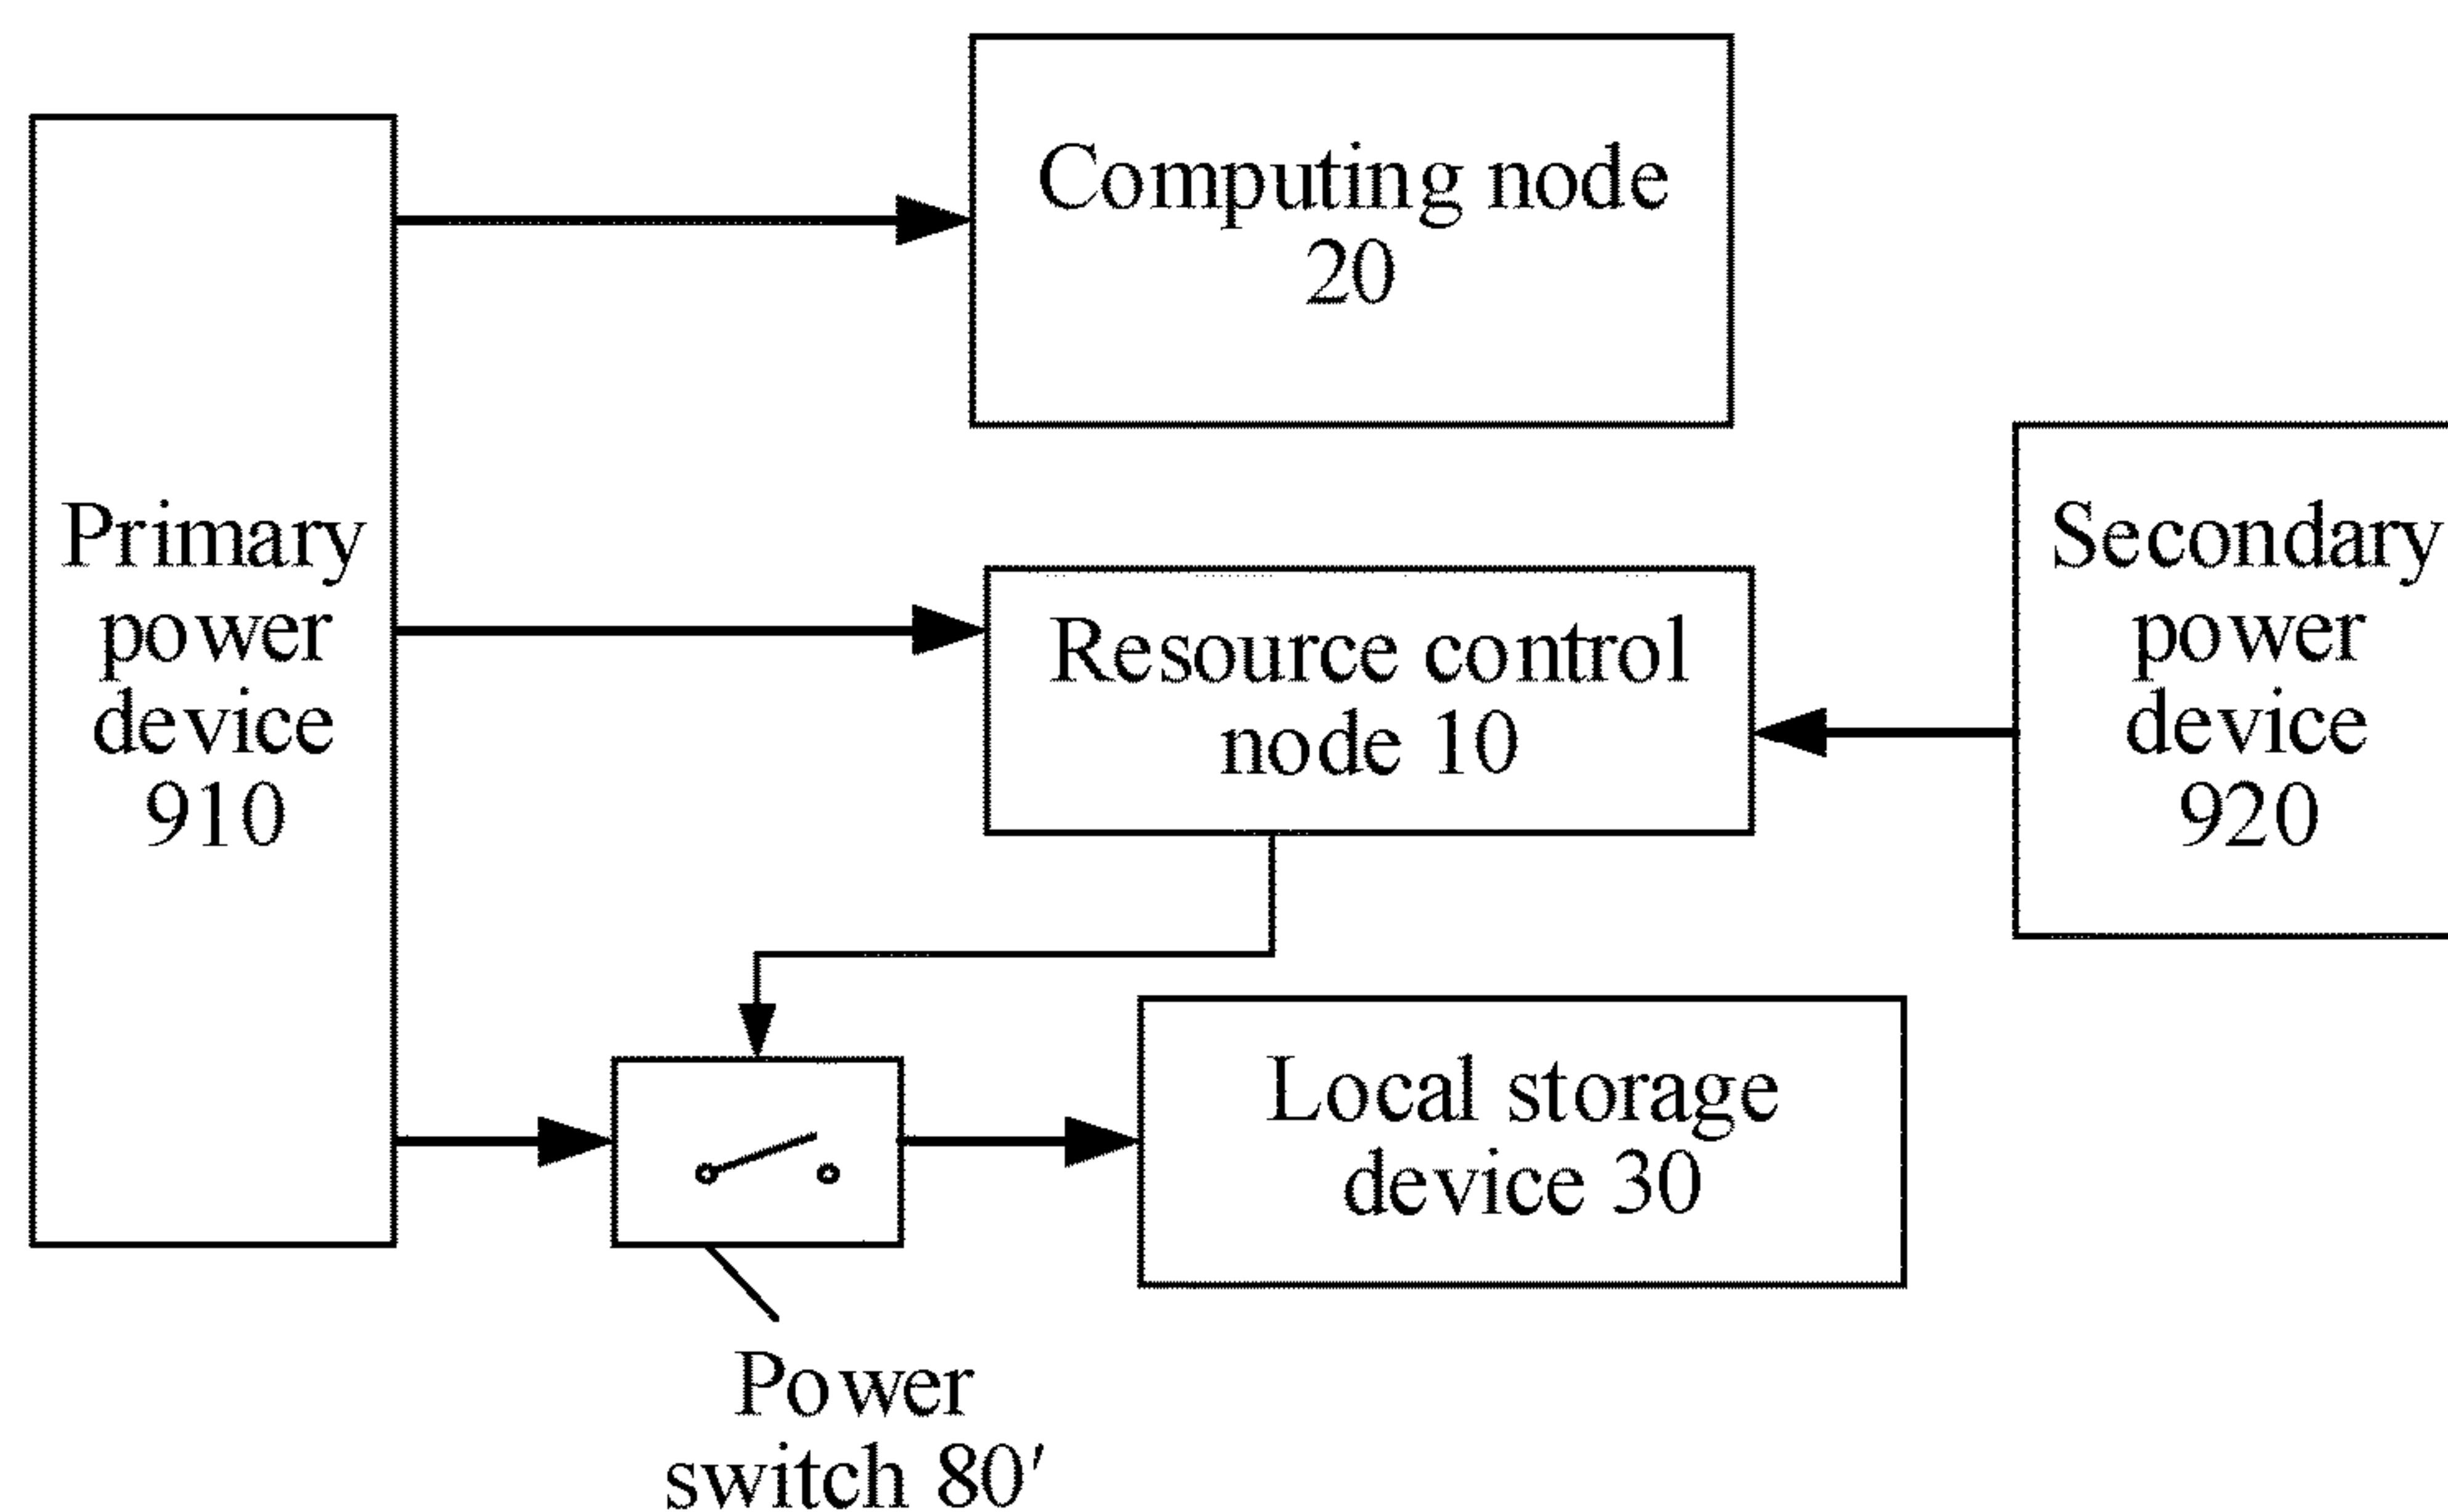 Computing node
20
Primary
power
device
910
Resource control
node 10
Secondary
power
device
920
Local storage
device 30
Power
switch 80′